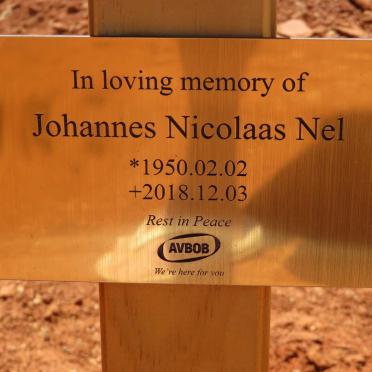 In loving memory of
Johannes Nicolaas Nel
*1950.02.02
+2018.12.03
Rest in Peace
AVBOB
We're here for you